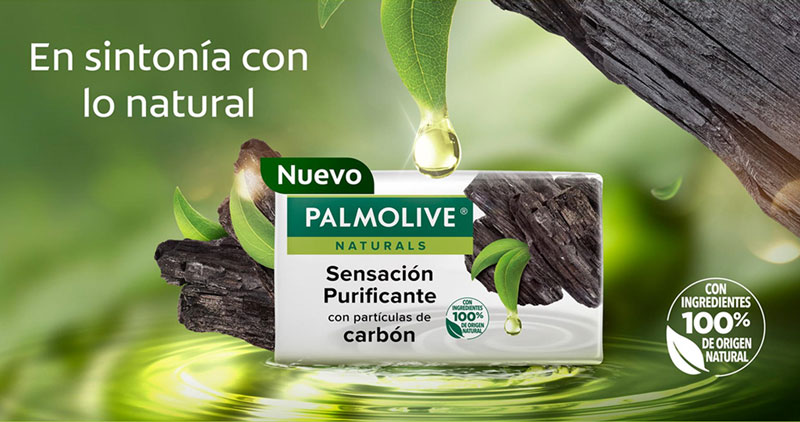 En sintonía con
lo natural
Nuevo
PALMOLIVE®
NATURALS
Sensación
Purificante
con partículas de
carbón
CON
INGREDIENTES
100%
DE ORIGEN
NATURAL
CON
INGREDIENTES
100%
DE ORIGEN
NATURAL